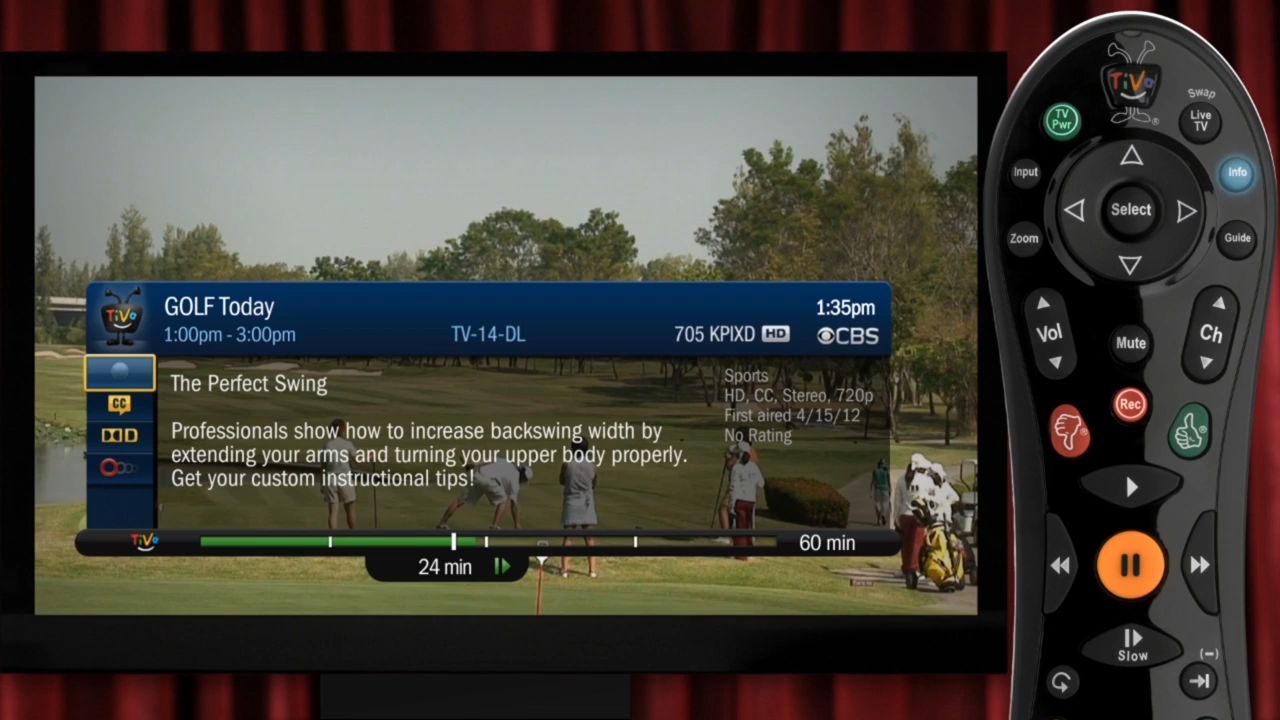 TiVo
GOLF Today
1:35pm
1:00pm - 3:00pm
TV-14-DL
705 KPIXD HD
CBS
The Perfect Swing
CC
Sports
HD, CC, Stereo, 720p
First aired 4/15/12
No Rating
Professionals show how to increase backswing width by
extending your arms and turning your upper body properly.
Get your custom instructional tips!
TiVo
60 min
24 min
TiVo
®
Swap
TV
Pwr
Live
TV
Input
Info
Select
Zoom
Guide
Vol
Ch
Mute
Rec
®
®
Slow
(-)